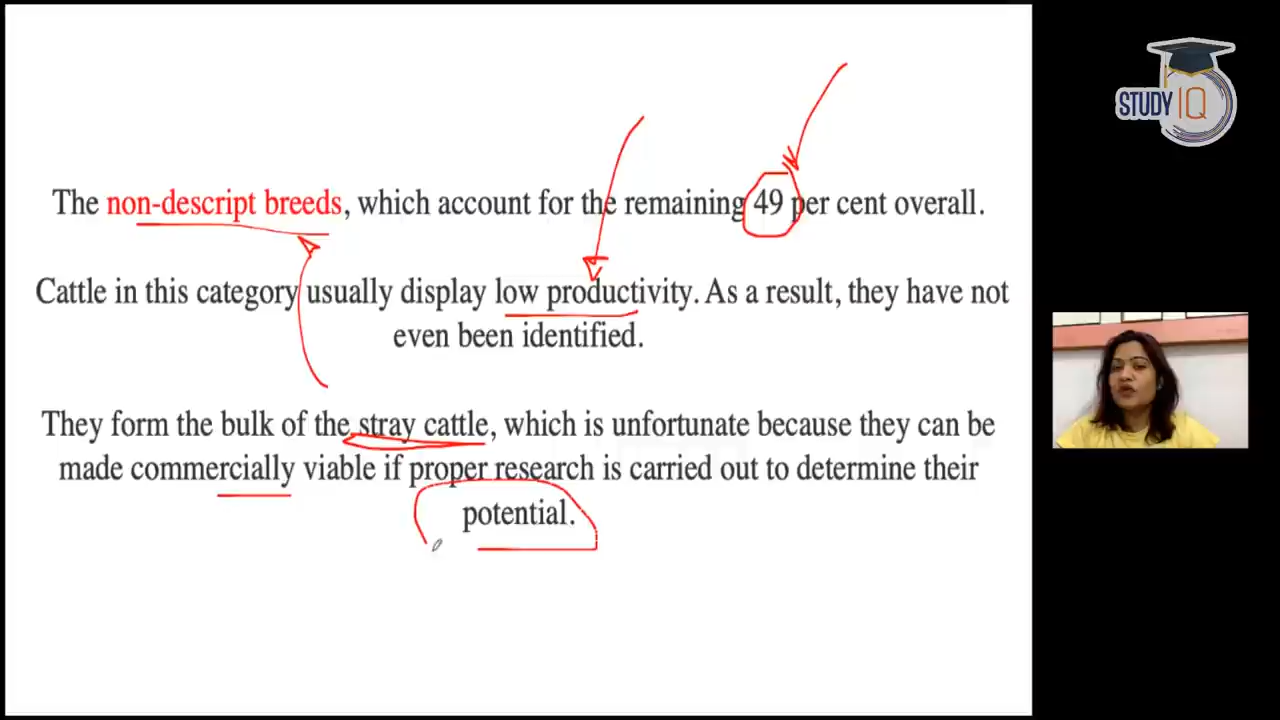 The non-descript breeds, which account for the remaining 49 per cent overall.
Cattle in this category usually display low productivity. As a result, they have not
even been identified.
They form the bulk of the stray cattle, which is unfortunate because they can be
made commercially viable if proper research is carried out to determine their
potential.
STUDY IQ